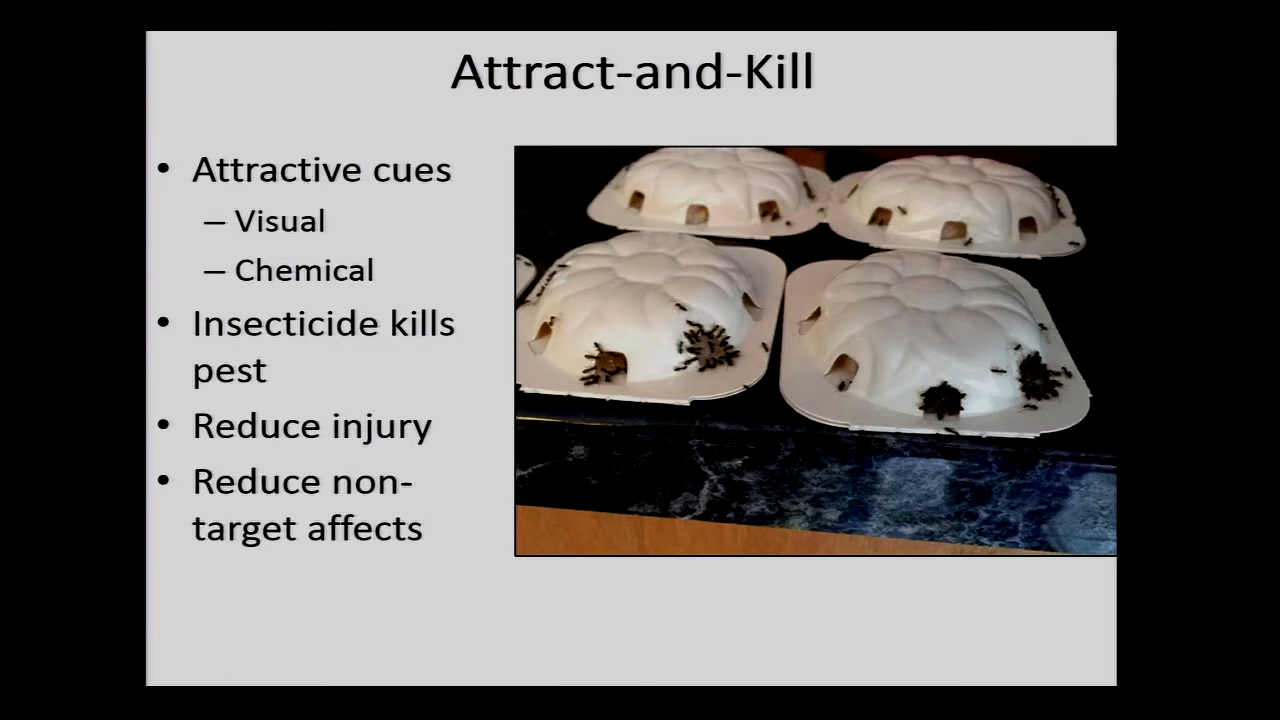 Attract-and-Kill
• Attractive cues
– Visual
– Chemical
• Insecticide kills
pest
• Reduce injury
• Reduce non-
target affects